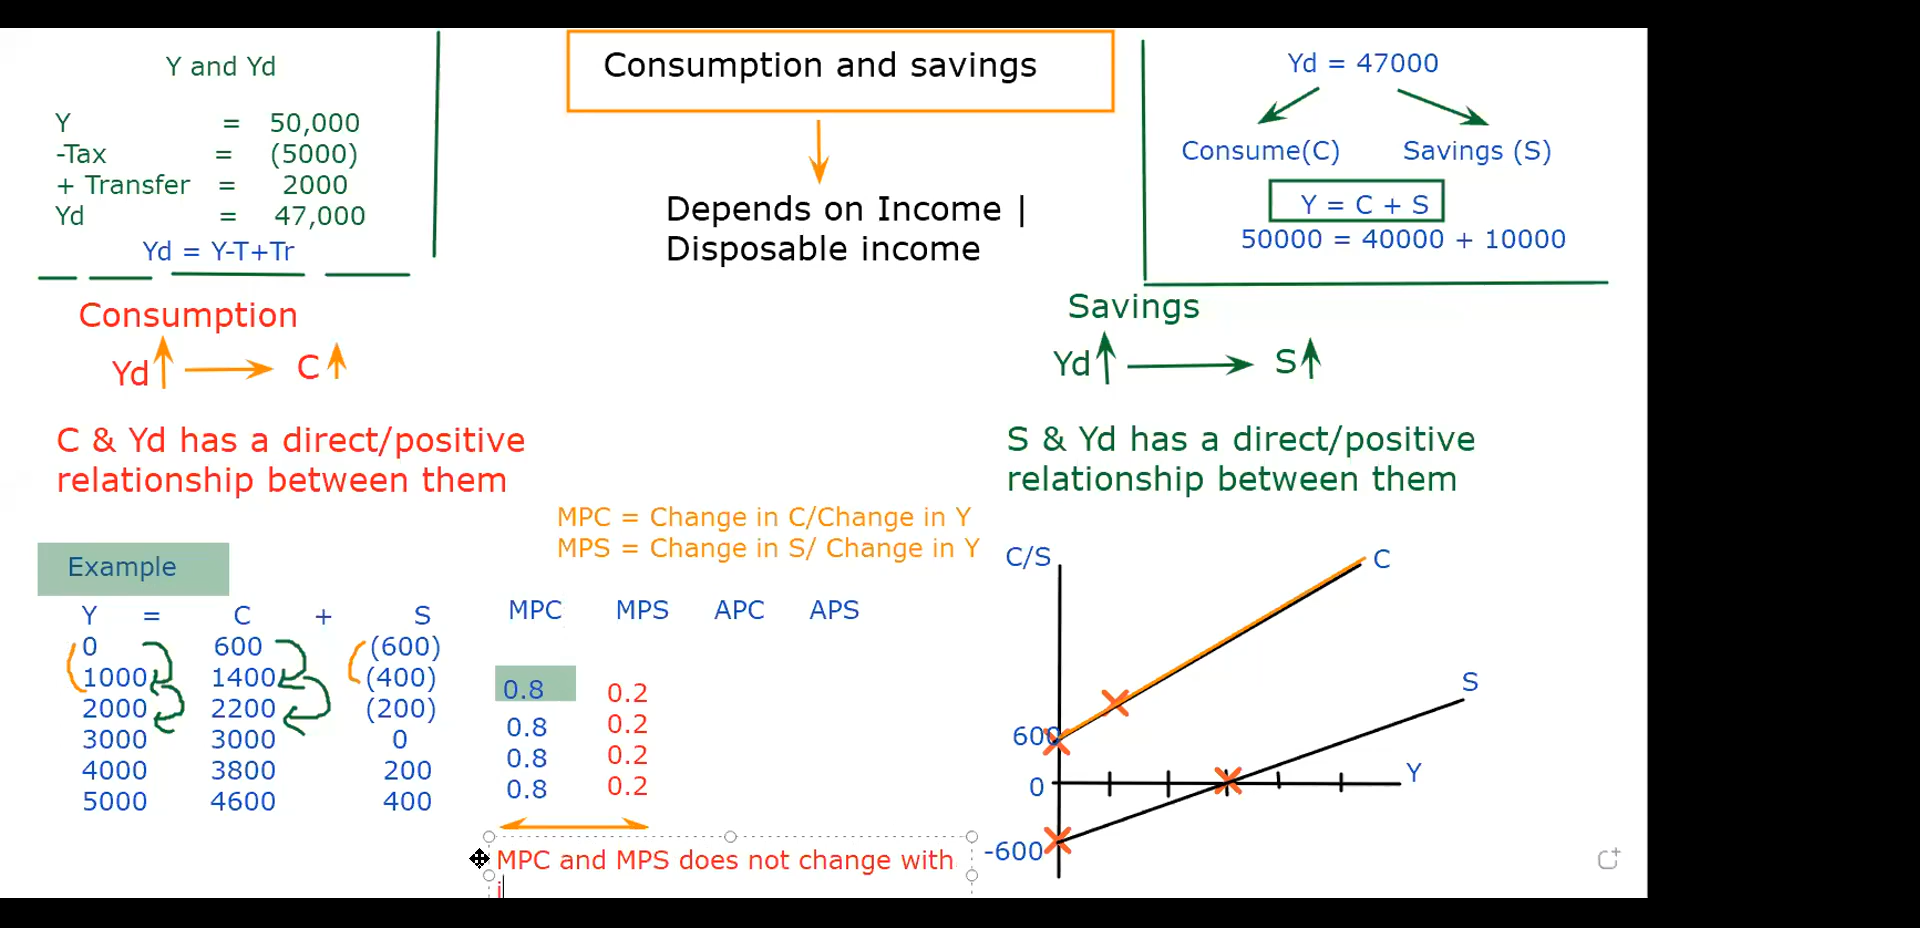 Y and Yd
Y = 50,000
-Tax = (5000)
+ Transfer = 2000
Yd = 47,000
Yd = Y-T+Tr
Consumption and savings
Depends on Income |
Disposable income
Yd = 47000
Consume(C) Savings (S)
Y = C + S
50000 = 40000 + 10000
Consumption
Yd C
C & Yd has a direct/positive
relationship between them
Savings
Yd S
S & Yd has a direct/positive
relationship between them
MPC = Change in C/Change in Y
MPS = Change in S/ Change in Y
Example
Y = C + S
0 600 (600)
1000 1400 (400)
2000 2200 (200)
3000 3000 0
4000 3800 200
5000 4600 400
MPC MPS APC APS
0.8 0.2
0.8 0.2
0.8 0.2
0.8 0.2
MPC and MPS does not change with
i
C/S
C
S
600
0
Y
-600